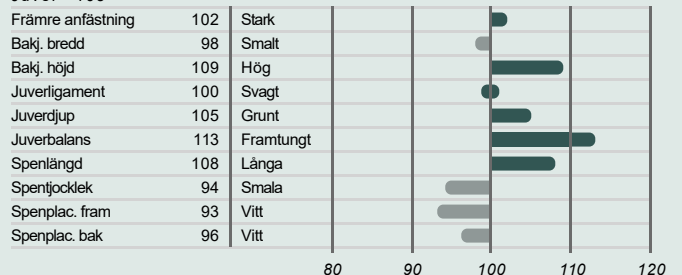 Främre anfästning 102 Stark
Bakj. bredd 98 Smalt
Bakj. höjd 109 Hög
Juverligament 100 Svagt
Juverdjup 105 Grunt
Juverbalans 113 Framtungt
Spenlängd 108 Långa
Spentjocklek 94 Smala
Spenplac. fram 93 Vitt
Spenplac. bak 96 Vitt
80 90 100 110 120